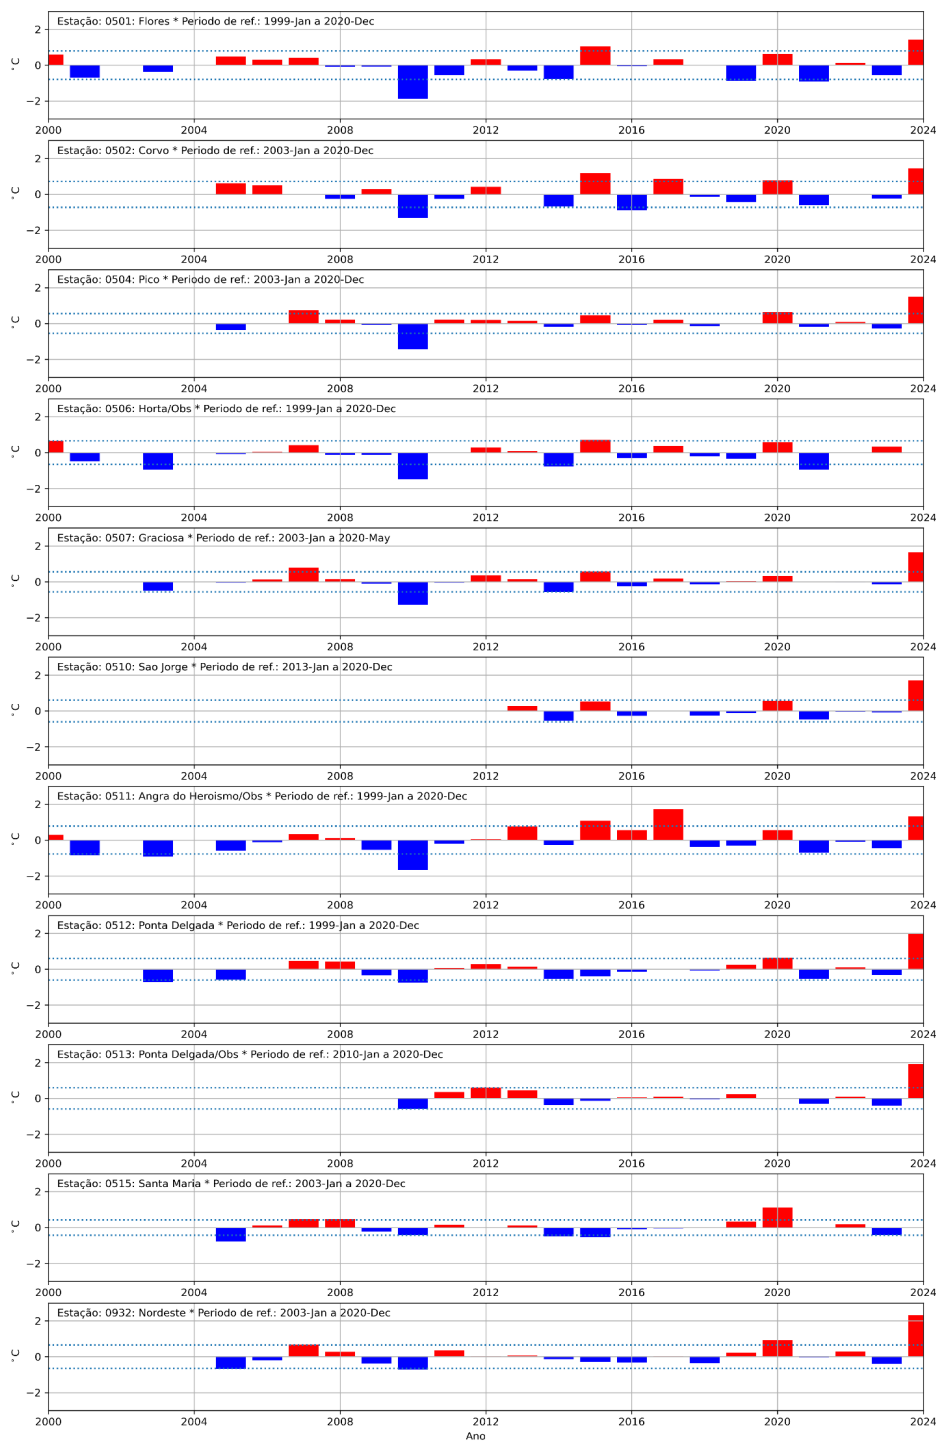 Estação: 0501: Flores * Periodo de ref.: 1999-Jan a 2020-Dec
2
0
−2
°C
2000 2004 2008 2012 2016 2020 2024
Estação: 0502: Corvo * Periodo de ref.: 2003-Jan a 2020-Dec
2
0
−2
°C
2000 2004 2008 2012 2016 2020 2024
Estação: 0504: Pico * Periodo de ref.: 2003-Jan a 2020-Dec
2
0
−2
°C
2000 2004 2008 2012 2016 2020 2024
Estação: 0506: Horta/Obs * Periodo de ref.: 1999-Jan a 2020-Dec
2
0
−2
°C
2000 2004 2008 2012 2016 2020 2024
Estação: 0507: Graciosa * Periodo de ref.: 2003-Jan a 2020-May
2
0
−2
°C
2000 2004 2008 2012 2016 2020 2024
Estação: 0510: Sao Jorge * Periodo de ref.: 2013-Jan a 2020-Dec
2
0
−2
°C
2000 2004 2008 2012 2016 2020 2024
Estação: 0511: Angra do Heroismo/Obs * Periodo de ref.: 1999-Jan a 2020-Dec
2
0
−2
°C
2000 2004 2008 2012 2016 2020 2024
Estação: 0512: Ponta Delgada * Periodo de ref.: 1999-Jan a 2020-Dec
2
0
−2
°C
2000 2004 2008 2012 2016 2020 2024
Estação: 0513: Ponta Delgada/Obs * Periodo de ref.: 2010-Jan a 2020-Dec
2
0
−2
°C
2000 2004 2008 2012 2016 2020 2024
Estação: 0515: Santa Maria * Periodo de ref.: 2003-Jan a 2020-Dec
2
0
−2
°C
2000 2004 2008 2012 2016 2020 2024
Estação: 0932: Nordeste * Periodo de ref.: 2003-Jan a 2020-Dec
2
0
−2
°C
2000 2004 2008 2012 2016 2020 2024
Ano